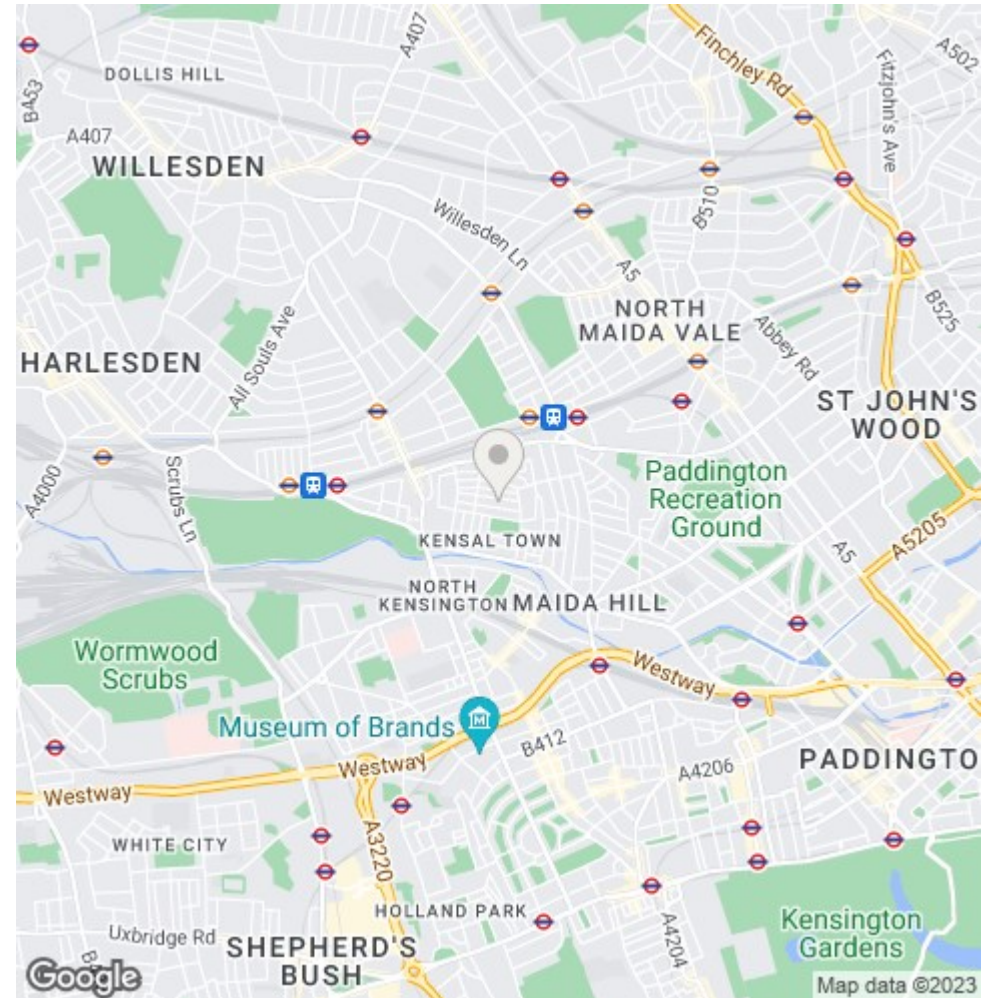 A407
A502
Finchley Rd
Fitzjohn's Ave
DOLLIS HILL
BA53
A407
WILLESDEN
B510
Willesden Ln
A5
NORTH
MAIDA VALE
B525
Abbey Rd
All Souls Ave
HARLESDEN
ST JOHN'S
WOOD
A4000
Scrubs Ln
Paddington
Recreation
Ground
A5205
A5
KENSAL TOWN
NORTH
KENSINGTON
MAIDA HILL
Wormwood
Scrubs
Westway
Museum of Brands
M
B412
PADDINGTO
Westway
A4206
Westway
WHITE CITY
A3220
HOLLAND PARK
Uxbridge Rd
SHEPHERD'S
BUSH
A4204
Kensington
Gardens
Google
Map data ©2023